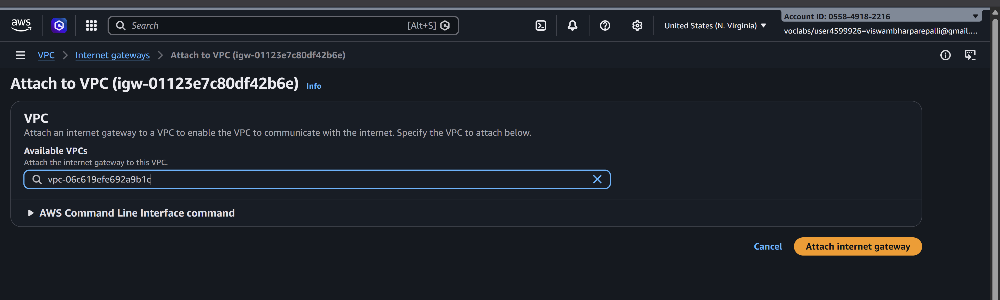 aws
Search [Alt+S]
United States (N. Virginia)
Account ID: 0558-4918-2216
voclabs/user4599926=viswambharparepalli@gmail....
VPC Internet gateways Attach to VPC (igw-01123e7c80df42b6e)
Attach to VPC (igw-01123e7c80df42b6e) Info
VPC
Attach an internet gateway to a VPC to enable the VPC to communicate with the internet. Specify the VPC to attach below.
Available VPCs
Attach the internet gateway to this VPC.
vpc-06c619efe692a9b1c
AWS Command Line Interface command
Cancel Attach internet gateway